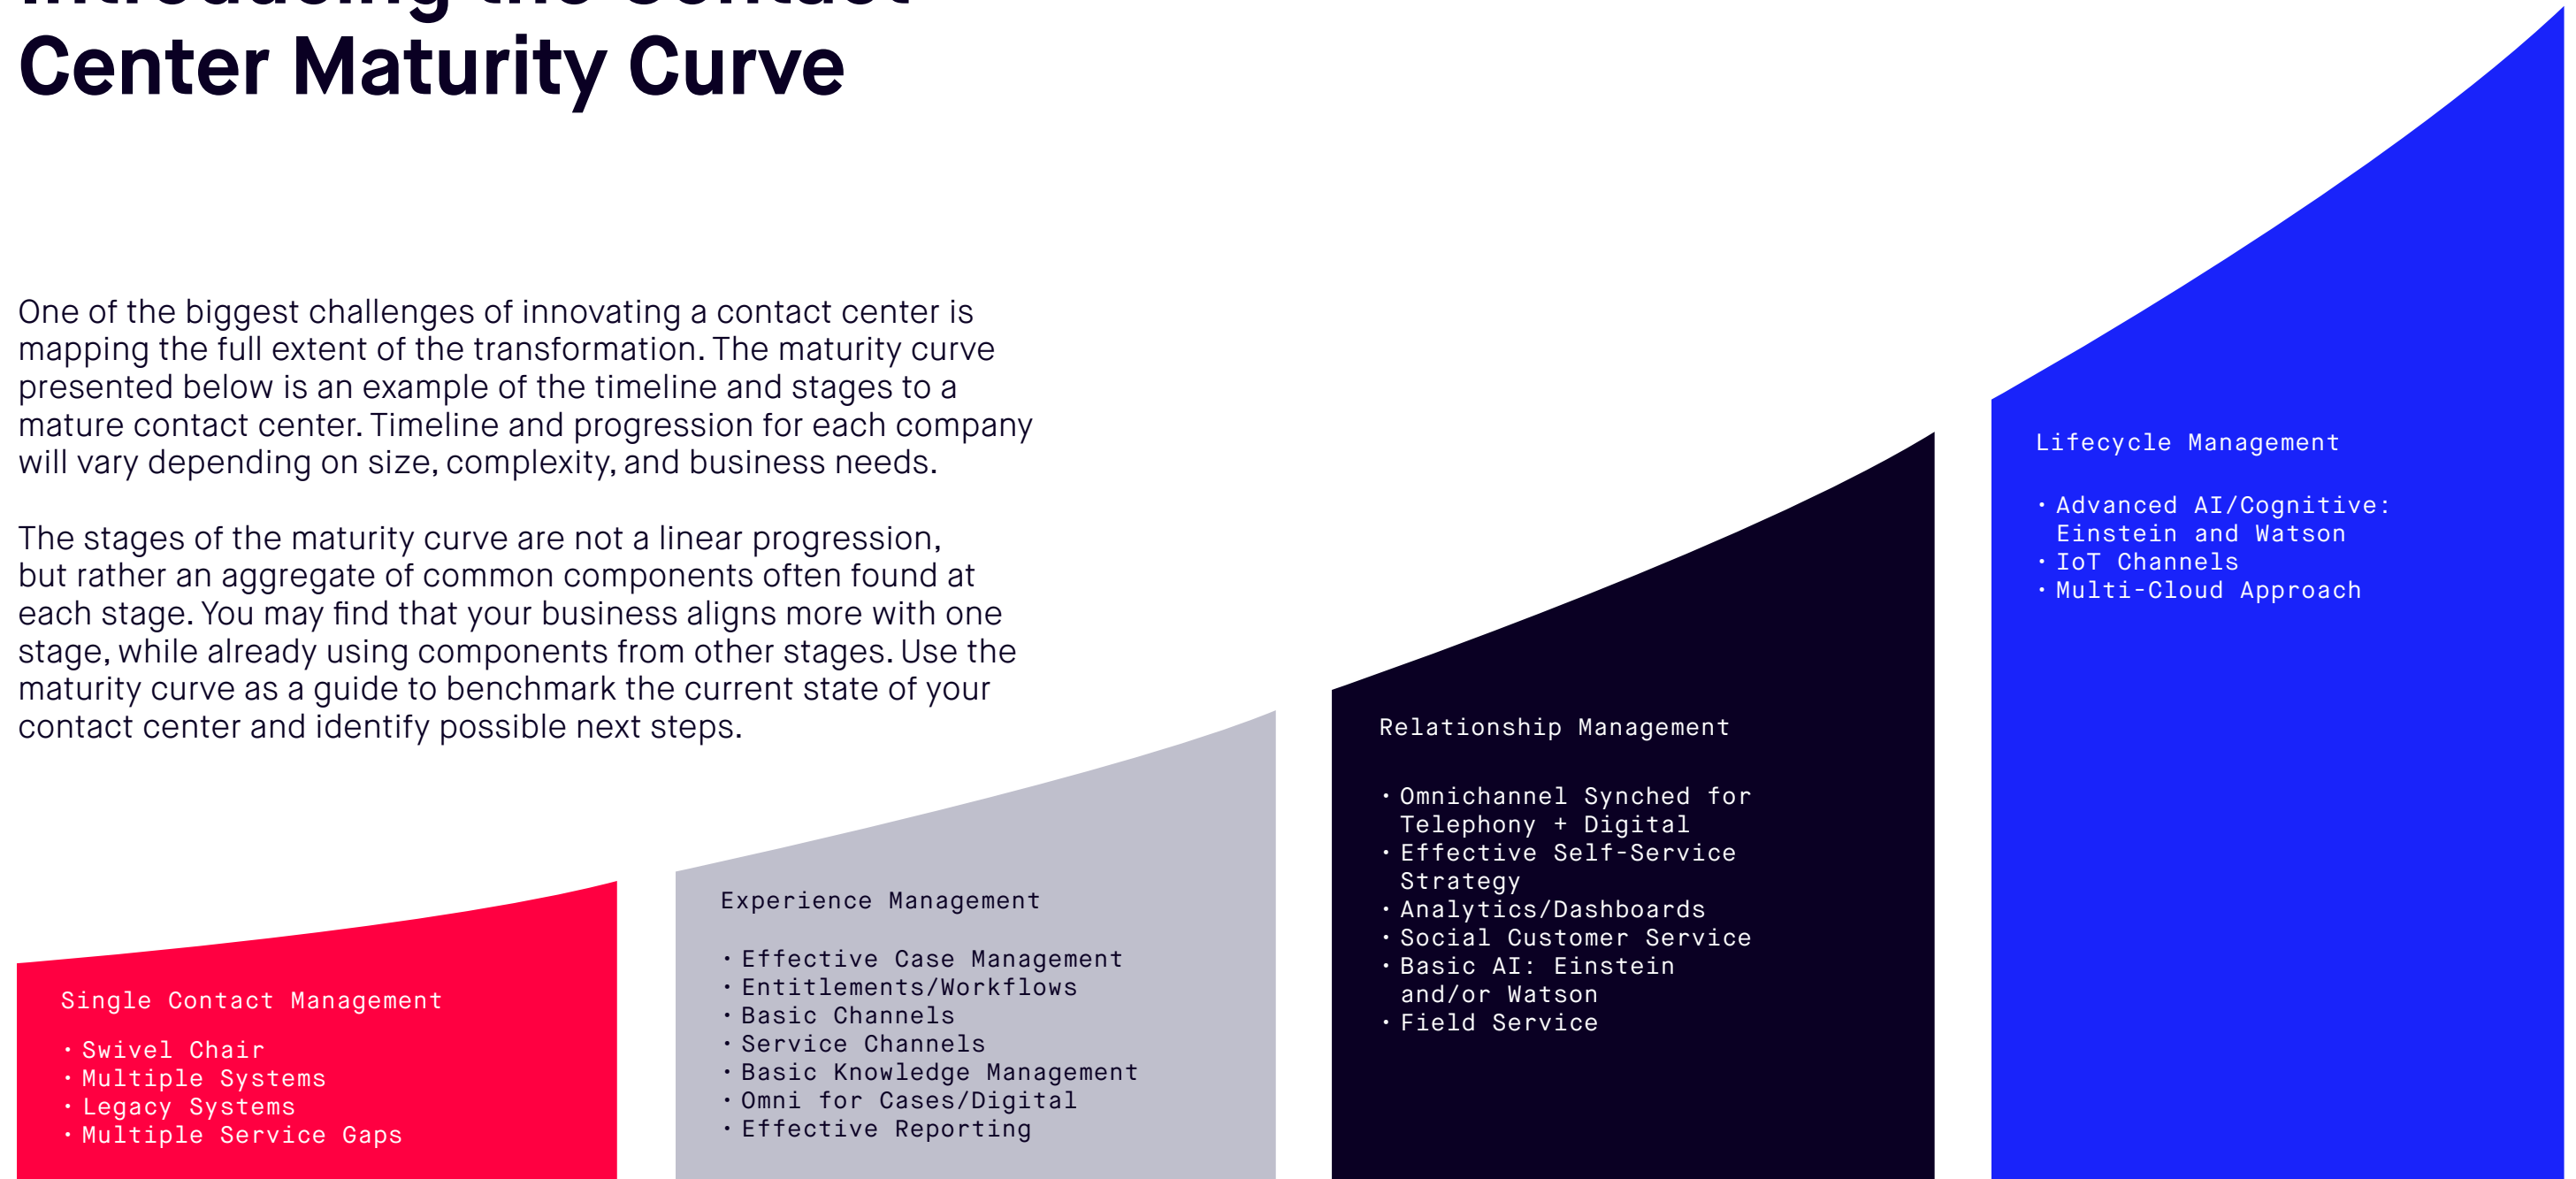 Introducing the Contact
Center Maturity Curve
One of the biggest challenges of innovating a contact center is
mapping the full extent of the transformation. The maturity curve
presented below is an example of the timeline and stages to a
mature contact center. Timeline and progression for each company
will vary depending on size, complexity, and business needs.
The stages of the maturity curve are not a linear progression,
but rather an aggregate of common components often found at
each stage. You may find that your business aligns more with one
stage, while already using components from other stages. Use the
maturity curve as a guide to benchmark the current state of your
contact center and identify possible next steps.
Single Contact Management
• Swivel Chair
• Multiple Systems
• Legacy Systems
• Multiple Service Gaps
Experience Management
• Effective Case Management
• Entitlements/Workflows
• Basic Channels
• Service Channels
• Basic Knowledge Management
• Omni for Cases/Digital
• Effective Reporting
Relationship Management
• Omnichannel Synched for
Telephony + Digital
• Effective Self-Service
Strategy
• Analytics/Dashboards
• Social Customer Service
• Basic AI: Einstein
and/or Watson
• Field Service
Lifecycle Management
• Advanced AI/Cognitive:
Einstein and Watson
• IoT Channels
• Multi-Cloud Approach